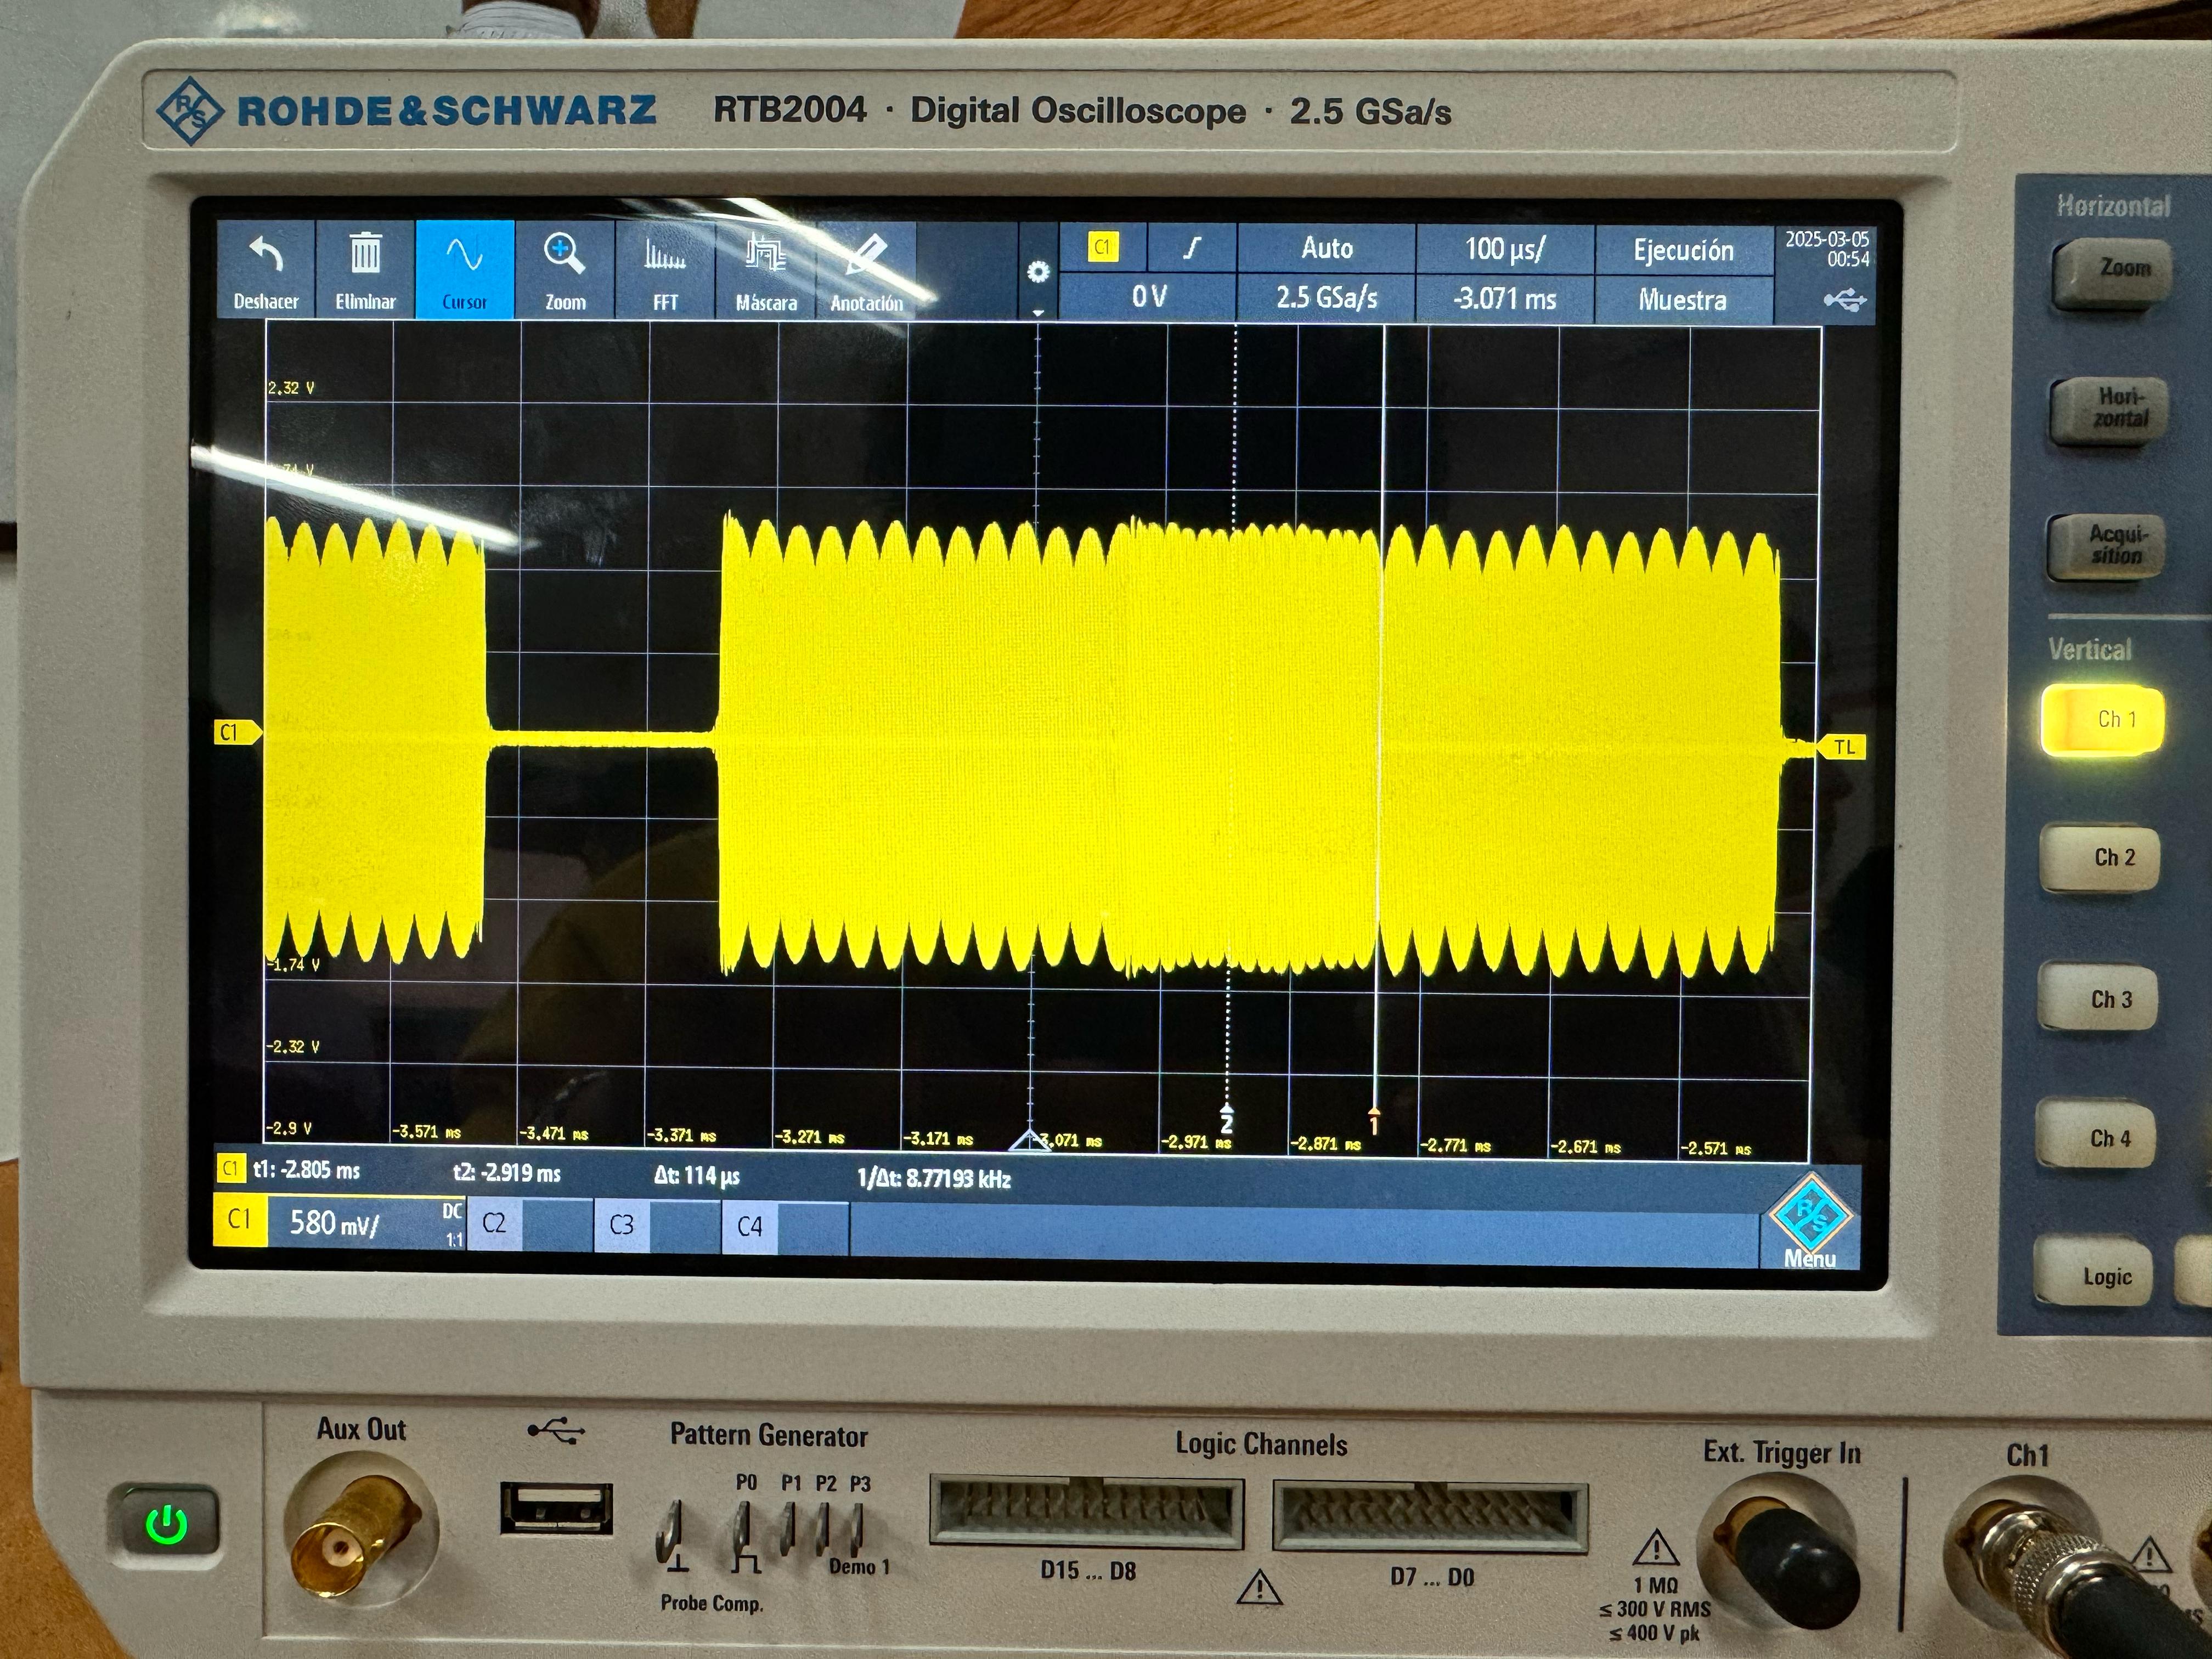 ROHDE&SCHWARZ RTB2004 · Digital Oscilloscope · 2.5 GSa/s
Deshacer Eliminar Cursor Zoom FFT Máscara Anotación
C1 Auto 100 µs/ Ejecución 2025-03-05
00:54
0 V 2.5 GSa/s -3.071 ms Muestra
2.32 V
C1 TL
-1.74 V
-2.32 V
-2.9 V -3.571 ms -3.471 ms -3.371 ms -3.271 ms -3.171 ms -3.071 ms -2.971 ms -2.871 ms -2.771 ms -2.671 ms -2.571 ms
2 1
C1 t1: -2.805 ms t2: -2.919 ms Δt: 114 µs 1/Δt: 8.77193 kHz
C1 580 mV/ DC 1:1 C2 C3 C4
R S
Menu
Horizontal
Zoom
Hori-
zontal
Acqui-
sition
Vertical
Ch 1
Ch 2
Ch 3
Ch 4
Logic
Aux Out
Pattern Generator
P0 P1 P2 P3
Demo 1
Probe Comp.
Logic Channels
D15 ... D8
D7 ... D0
Ext. Trigger In
1 MΩ
≤ 300 V RMS
≤ 400 V pk
Ch1